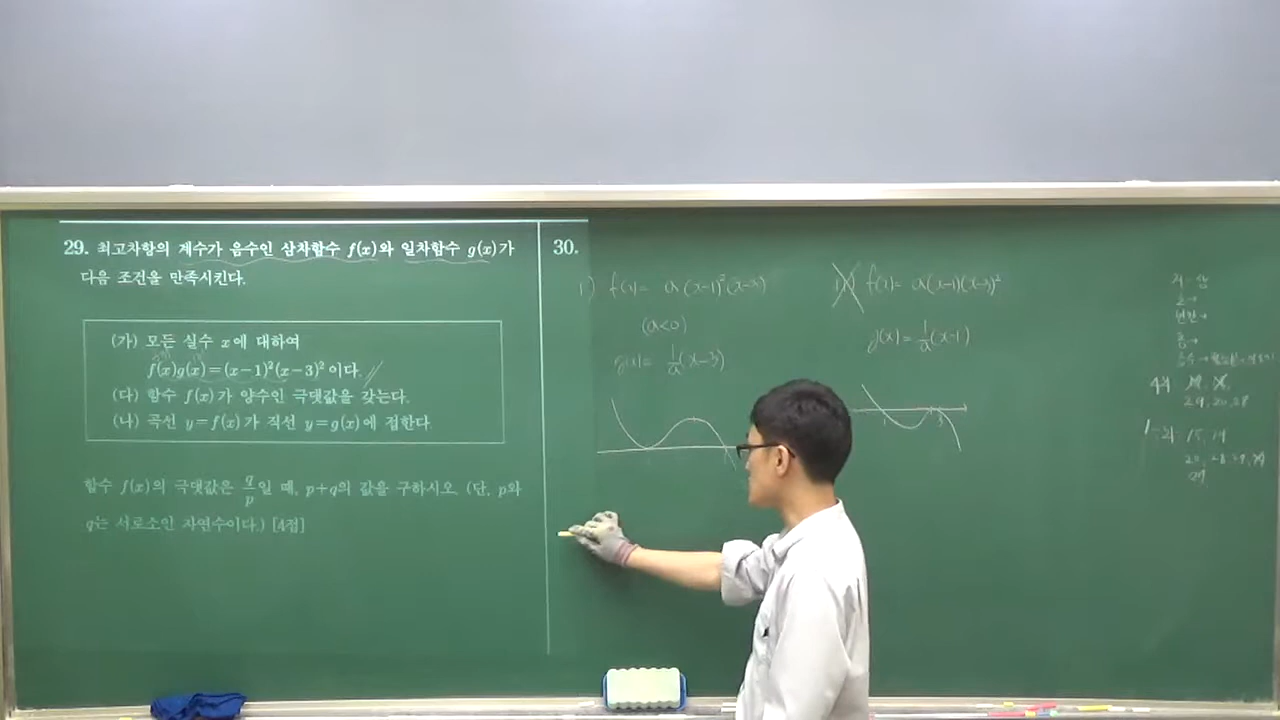 29. 최고차항의 계수가 음수인 삼차함수 f(x)와 일차함수 g(x)가
다음 조건을 만족시킨다.
(가) 모든 실수 x에 대하여
f(x)g(x)=(x-1)²(x-3)²이다.
(다) 함수 f(x)가 양수인 극댓값을 갖는다.
(나) 곡선 y=f(x)가 직선 y=g(x)에 접한다
함수 f(x)의 극댓값은 q/p일 때, p+q의 값을 구하시오. (단, p와
q는 서로소인 자연수이다.) [4점]
30.
1) f(x)= a(x-1)²(x-3)
(a<0)
g(x)= 1/a(x-3)
f(x)= a(x-1)(x-3)²
g(x)= 1/a(x-1)
1 3